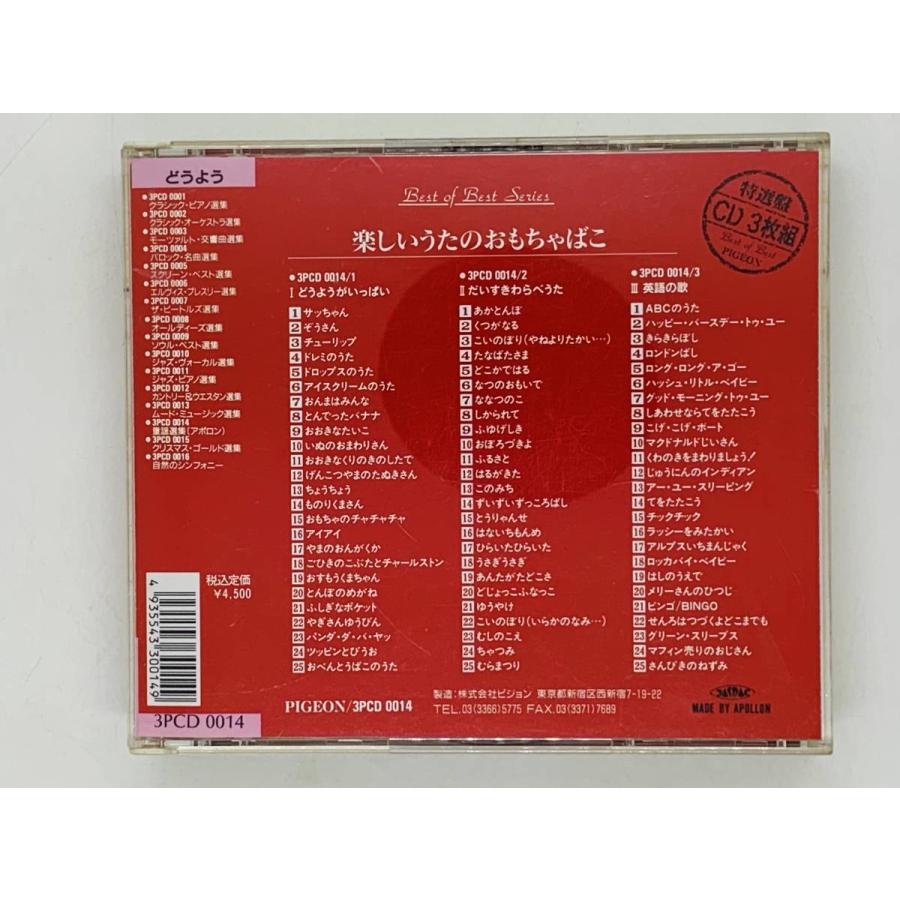 どうよう
●3PCD 0001
クラシック・ピアノ選集
●3PCD 0002
クラシック・オーケストラ選集
●3PCD 0003
モーツァルト・交響曲選集
●3PCD 0004
バロック・名曲選集
●3PCD 0005
スクリーン・ベスト選集
●3PCD 0006
エルヴィス・プレスリー選集
●3PCD 0007
ザ・ビートルズ選集
●3PCD 0008
オールディーズ選集
●3PCD 0009
ソウル・ベスト選集
●3PCD 0010
ジャズ・ヴォーカル選集
●3PCD 0011
ジャズ・ピアノ選集
●3PCD 0012
カントリー&ウエスタン選集
●3PCD 0013
ムード・ミュージック選集
●3PCD 0014
童謡選集(アポロン)
●3PCD 0015
クリスマス・ゴールド選集
●3PCD 0016
自然のシンフォニー
税込定価
¥4,500
4935543300149
3PCD 0014
Best of Best Series
特選盤
CD 3枚組
Best of Best
PIGEON
楽しいうたのおもちゃばこ
●3PCD 0014/1
I どうようがいっぱい
1 サッちゃん
2 ぞうさん
3 チューリップ
4 ドレミのうた
5 ドロップスのうた
6 アイスクリームのうた
7 おんまはみんな
8 とんでったバナナ
9 おおきなたいこ
10 いぬのおまわりさん
11 おおきなくりのきのしたで
12 げんこつやまのたぬきさん
13 ちょうちょう
14 ものりくまさん
15 おもちゃのチャチャチャ
16 アイアイ
17 やまのおんがくか
18 ごひきのこぶたとチャールストン
19 おすもうくまちゃん
20 とんぼのめがね
21 ふしぎなポケット
22 やぎさんゆうびん
23 パンダ・ダ・パ・ヤッ
24 ツッピンとびうお
25 おべんとうばこのうた
●3PCD 0014/2
II だいすきわらべうた
1 あかとんぼ
2 くつがなる
3 こいのぼり(やねよりたかい…)
4 たなばたさま
5 どこかではる
6 なつのおもいで
7 ななつのこ
8 しかられて
9 ふゆげしき
10 おぼろづきよ
11 ふるさと
12 はるがきた
13 このみち
14 ずいずいずっころばし
15 とうりゃんせ
16 はないちもんめ
17 ひらいたひらいた
18 うさぎうさぎ
19 あんたがたどこさ
20 どじょっこふなっこ
21 ゆうやけ
22 こいのぼり(いらかのなみ…)
23 むしのこえ
24 ちゃつみ
25 むらまつり
●3PCD 0014/3
III 英語の歌
1 ABCのうた
2 ハッピー・バースデー・トゥ・ユー
3 きらきらぼし
4 ロンドンばし
5 ロング・ロング・ア・ゴー
6 ハッシュ・リトル・ベイビー
7 グッド・モーニング・トゥ・ユー
8 しあわせならてをたたこう
9 こげ・こげ・ボート
10 マクドナルドじいさん
11 くわのきをまわりましょう!
12 じゅうにんのインディアン
13 アー・ユー・スリーピング
14 てをたたこう
15 チックチック
16 ラッシーをみたかい
17 アルプスいちまんじゃく
18 ロッカバイ・ベイビー
19 はしのうえで
20 メリーさんのひつじ
21 ビンゴ/BINGO
22 せんろはつづくよどこまでも
23 グリーン・スリーブス
24 マフィン売りのおじさん
25 さんびきのねずみ
PIGEON/3PCD 0014
製造:株式会社ピジョン 東京都新宿区西新宿7-19-22
TEL.03(3366)5775 FAX.03(3371)7689
JASRAC
MADE BY APOLLON